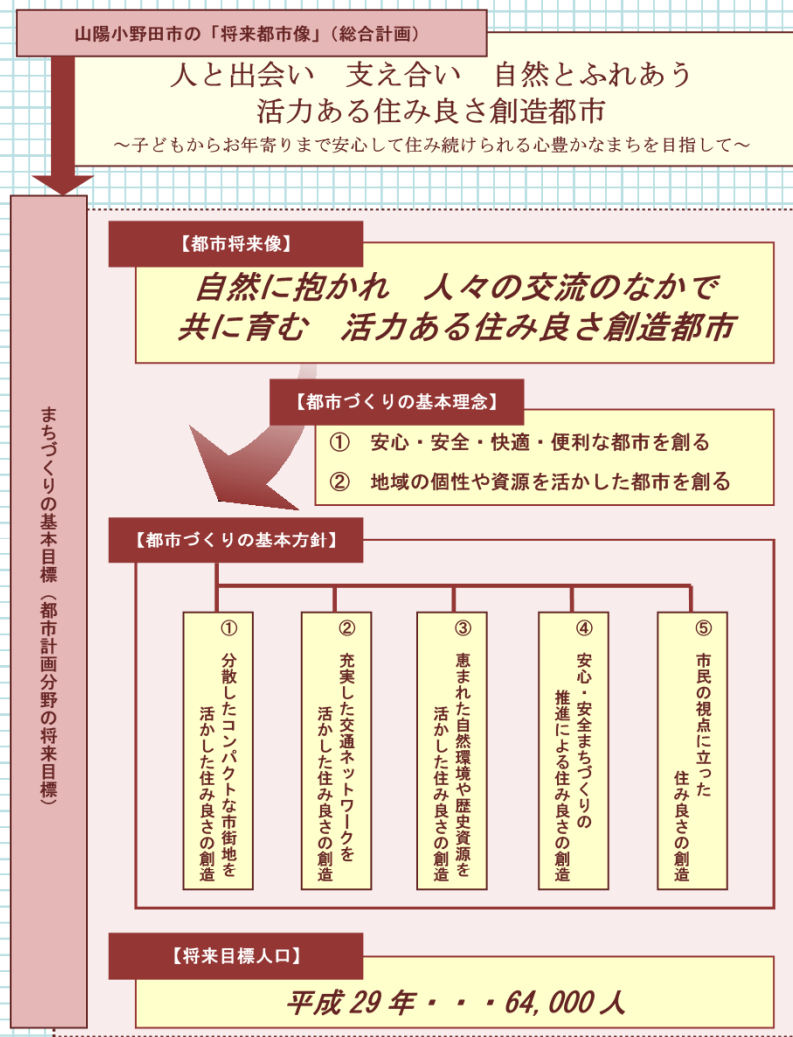 山陽小野田市の「将来都市像」（総合計画）
人と出会い　支え合い　自然とふれあう
活力ある住み良さ創造都市
～子どもからお年寄りまで安心して住み続けられる心豊かなまちを目指して～
まちづくりの基本目標（都市計画分野の将来目標）
【都市将来像】
自然に抱かれ　人々の交流のなかで
共に育む　活力ある住み良さ創造都市
【都市づくりの基本理念】
①　安心・安全・快適・便利な都市を創る
②　地域の個性や資源を活かした都市を創る
【都市づくりの基本方針】
①　分散したコンパクトな市街地を
活かした住み良さの創造
②　充実した交通ネットワークを
活かした住み良さの創造
③　恵まれた自然環境や歴史資源を
活かした住み良さの創造
④　安心・安全まちづくりの
推進による住み良さの創造
⑤　市民の視点に立った
住み良さの創造
【将来目標人口】
平成 29 年・・・64,000 人